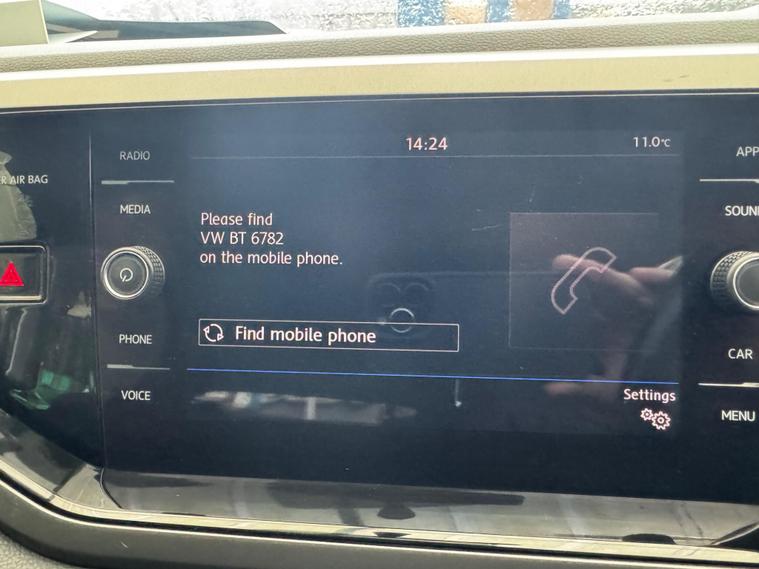 14:24
11.0°C
RADIO
AIR BAG
MEDIA
PHONE
VOICE
Please find
VW BT 6782
on the mobile phone.
Find mobile phone
Settings
APP
SOUN
CAR
MENU